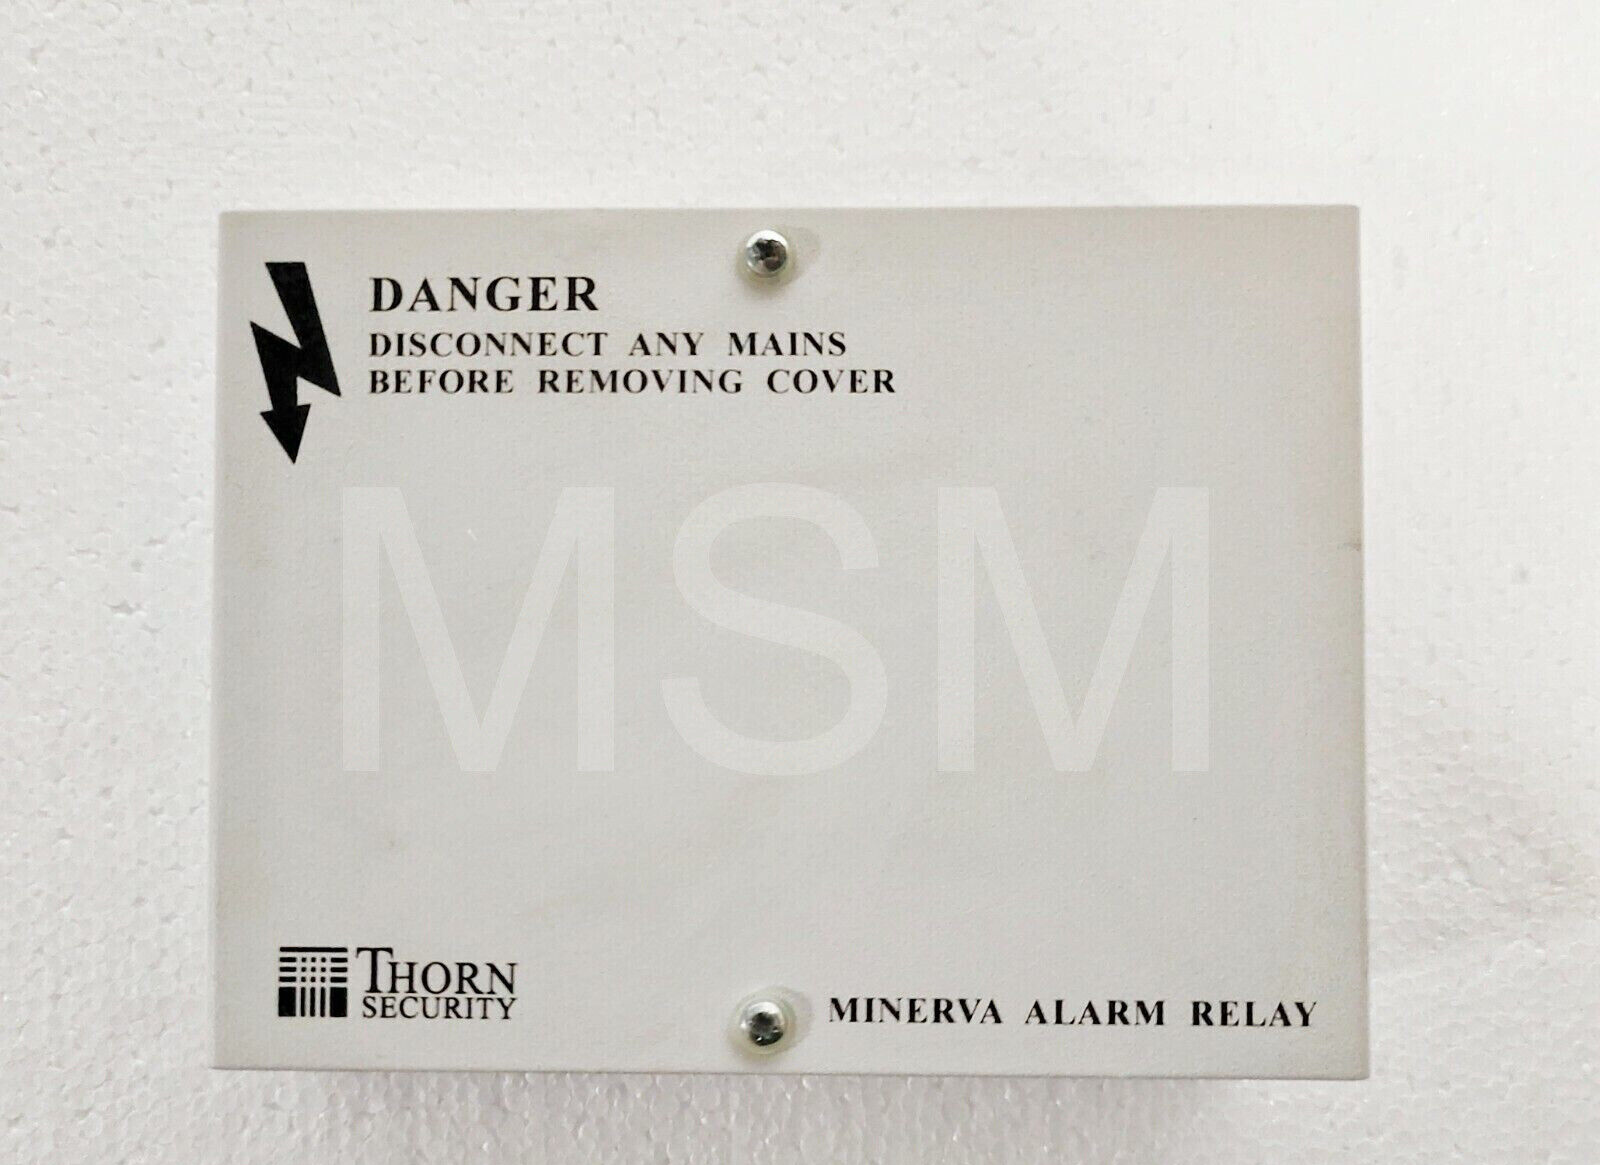 DANGER
DISCONNECT ANY MAINS
BEFORE REMOVING COVER
MSM
THORN
SECURITY
MINERVA ALARM RELAY